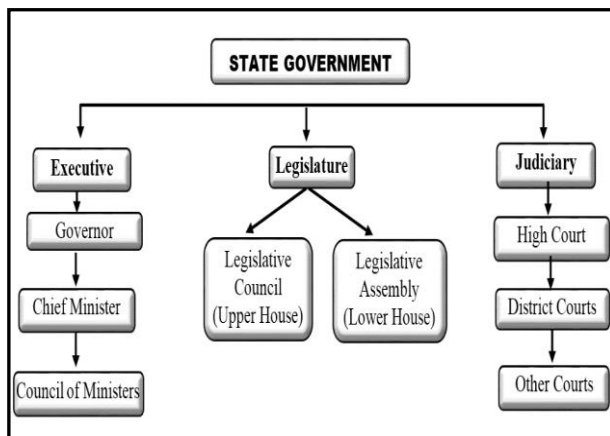 STATE GOVERNMENT
Executive
Governor
Chief Minister
Council of Ministers
Legislature
Legislative
Council
(Upper House)
Legislative
Assembly
(Lower House)
Judiciary
High Court
District Courts
Other Courts